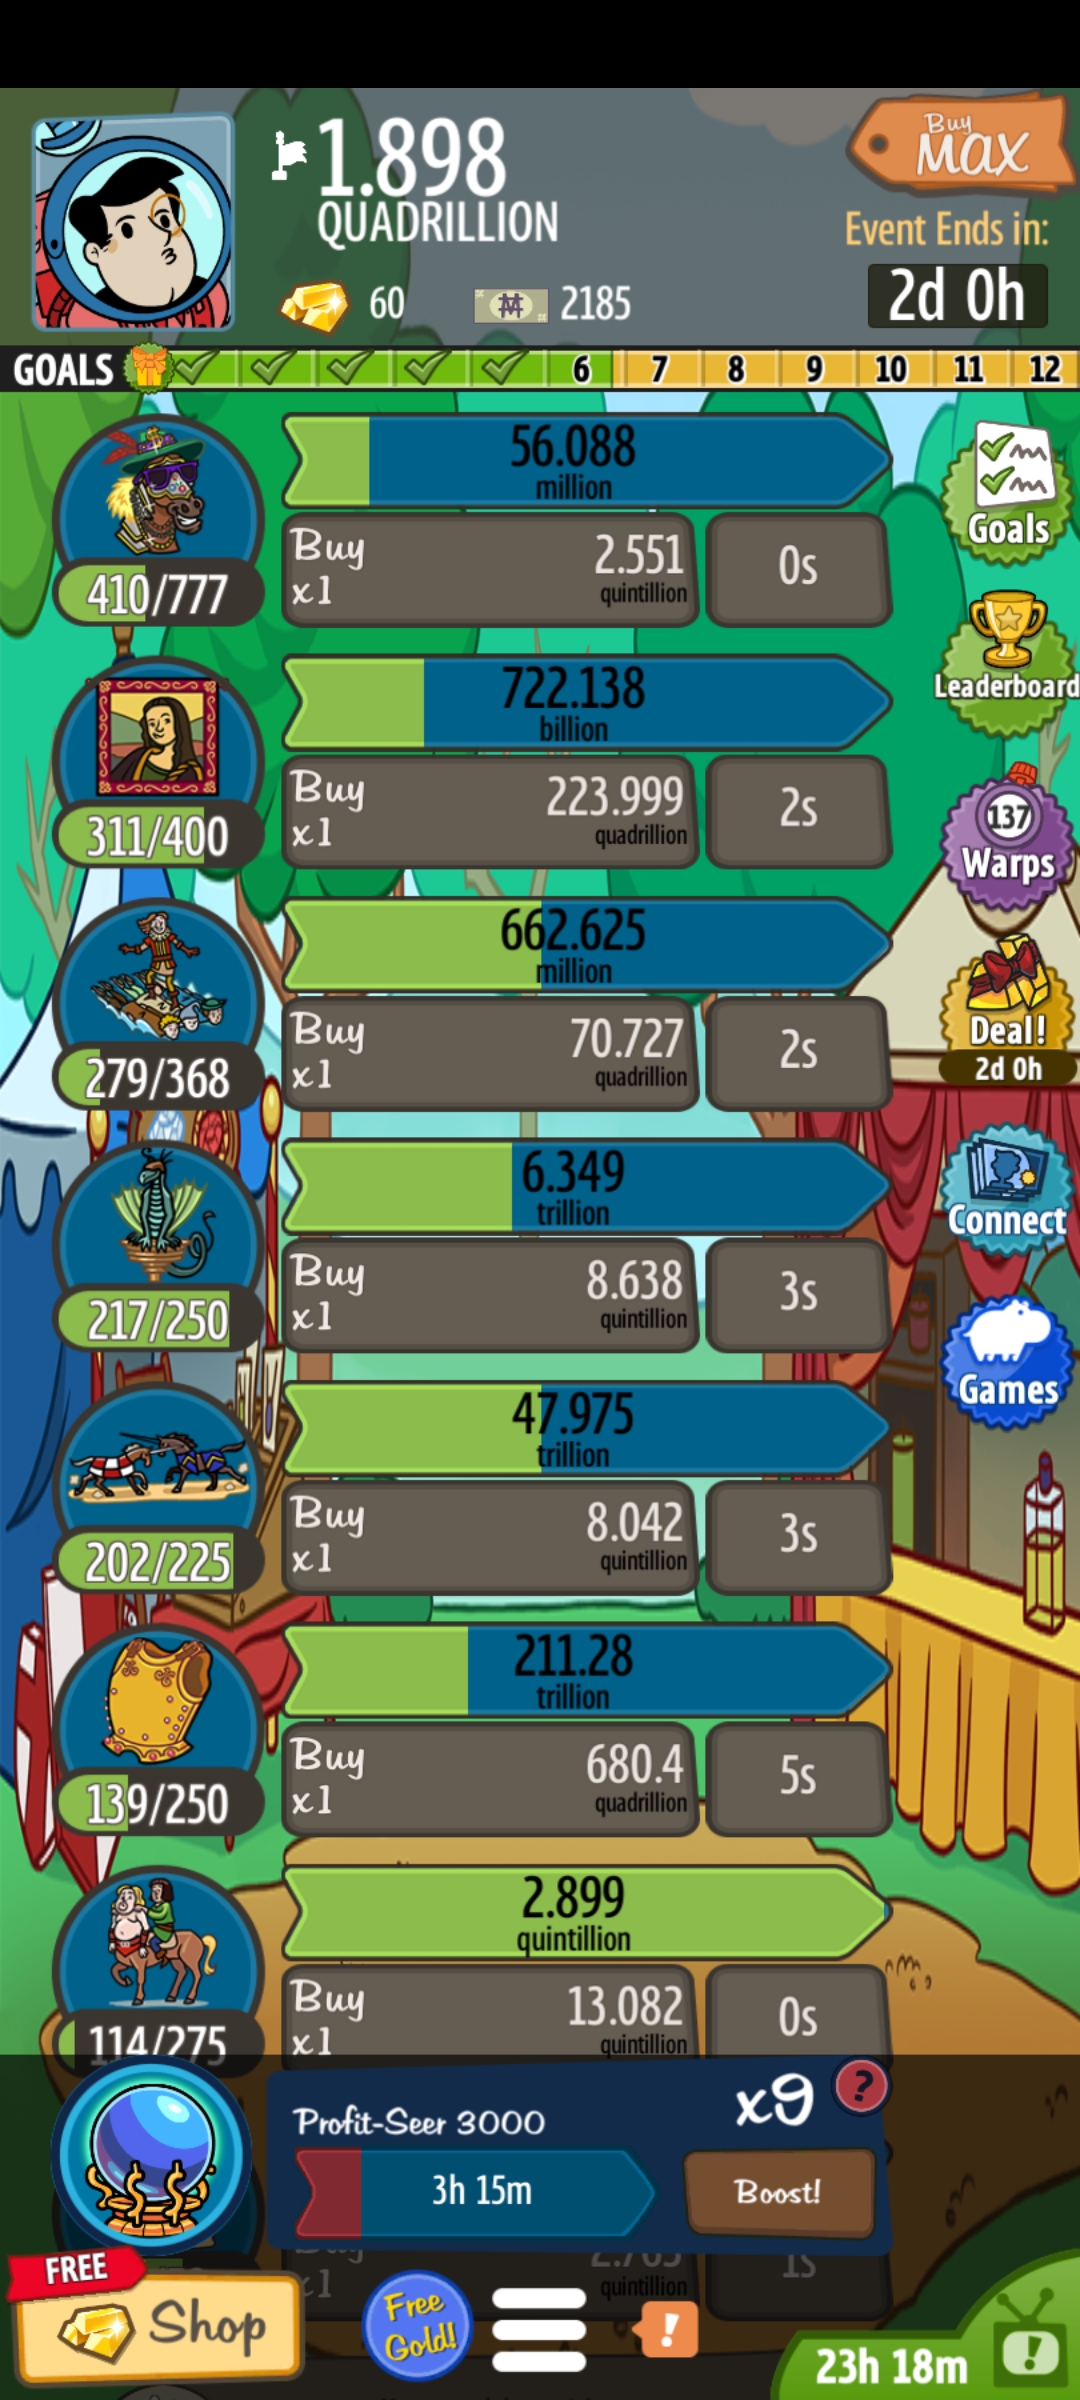 1.898
QUADRILLION
Buy
MAX
Event Ends in:
60
2185
2d 0h
GOALS
6 7 8 9 10 11 12
56.088
million
Buy
x1
2.551
quintillion
0s
410/777
Goals
Leaderboard
722.138
billion
Buy
x1
223.999
quadrillion
2s
311/400
137
Warps
662.625
million
Buy
x1
70.727
quadrillion
2s
279/368
Deal!
2d 0h
6.349
trillion
Buy
x1
8.638
quintillion
3s
217/250
Connect
47.975
trillion
Buy
x1
8.042
quintillion
3s
202/225
Games
211.28
trillion
Buy
x1
680.4
quadrillion
5s
139/250
2.899
quintillion
Buy
x1
13.082
quintillion
0s
114/275
Profit-Seer 3000
x9
?
3h 15m
Boost!
Buy
x1
quintillion
1s
FREE
Shop
Free
Gold!
!
23h 18m
!